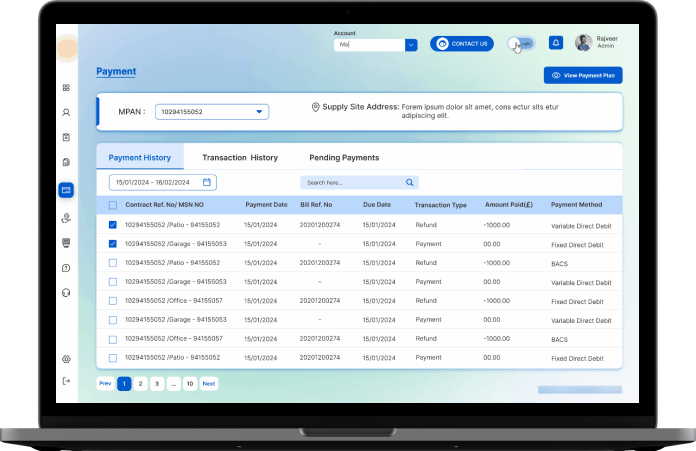 Account
Ma
CONTACT US
Rajveer
Admin
Payment
View Payment Plan
MPAN :
10294155052
Supply Site Address: Forem ipsum dolor sit amet, cons ectur sits etur
adipiscing elit.
Payment History Transaction History Pending Payments
15/01/2024 - 16/02/2024
Search here...
Contract Ref. No/ MSN NO Payment Date Bill Ref. No Due Date Transaction Type Amount Paid(£) Payment Method
10294155052 /Patio - 94155052 15/01/2024 20201200274 15/01/2024 Refund -1000.00 Variable Direct Debit
10294155052 /Garage - 94155053 15/01/2024 - 15/01/2024 Payment 00.00 Fixed Direct Debit
10294155052 /Patio - 94155052 15/01/2024 20201200274 15/01/2024 Refund -1000.00 BACS
10294155052 /Garage - 94155053 15/01/2024 - 15/01/2024 Payment 00.00 Variable Direct Debit
10294155052 /Office - 94155057 15/01/2024 20201200274 15/01/2024 Refund -1000.00 Fixed Direct Debit
10294155052 /Garage - 94155053 15/01/2024 - 15/01/2024 Payment 00.00 Variable Direct Debit
10294155052 /Office - 94155057 15/01/2024 20201200274 15/01/2024 Refund -1000.00 BACS
10294155052 /Patio - 94155052 15/01/2024 20201200274 15/01/2024 Payment 00.00 Fixed Direct Debit
Prev 1 2 3 ... 10 Next